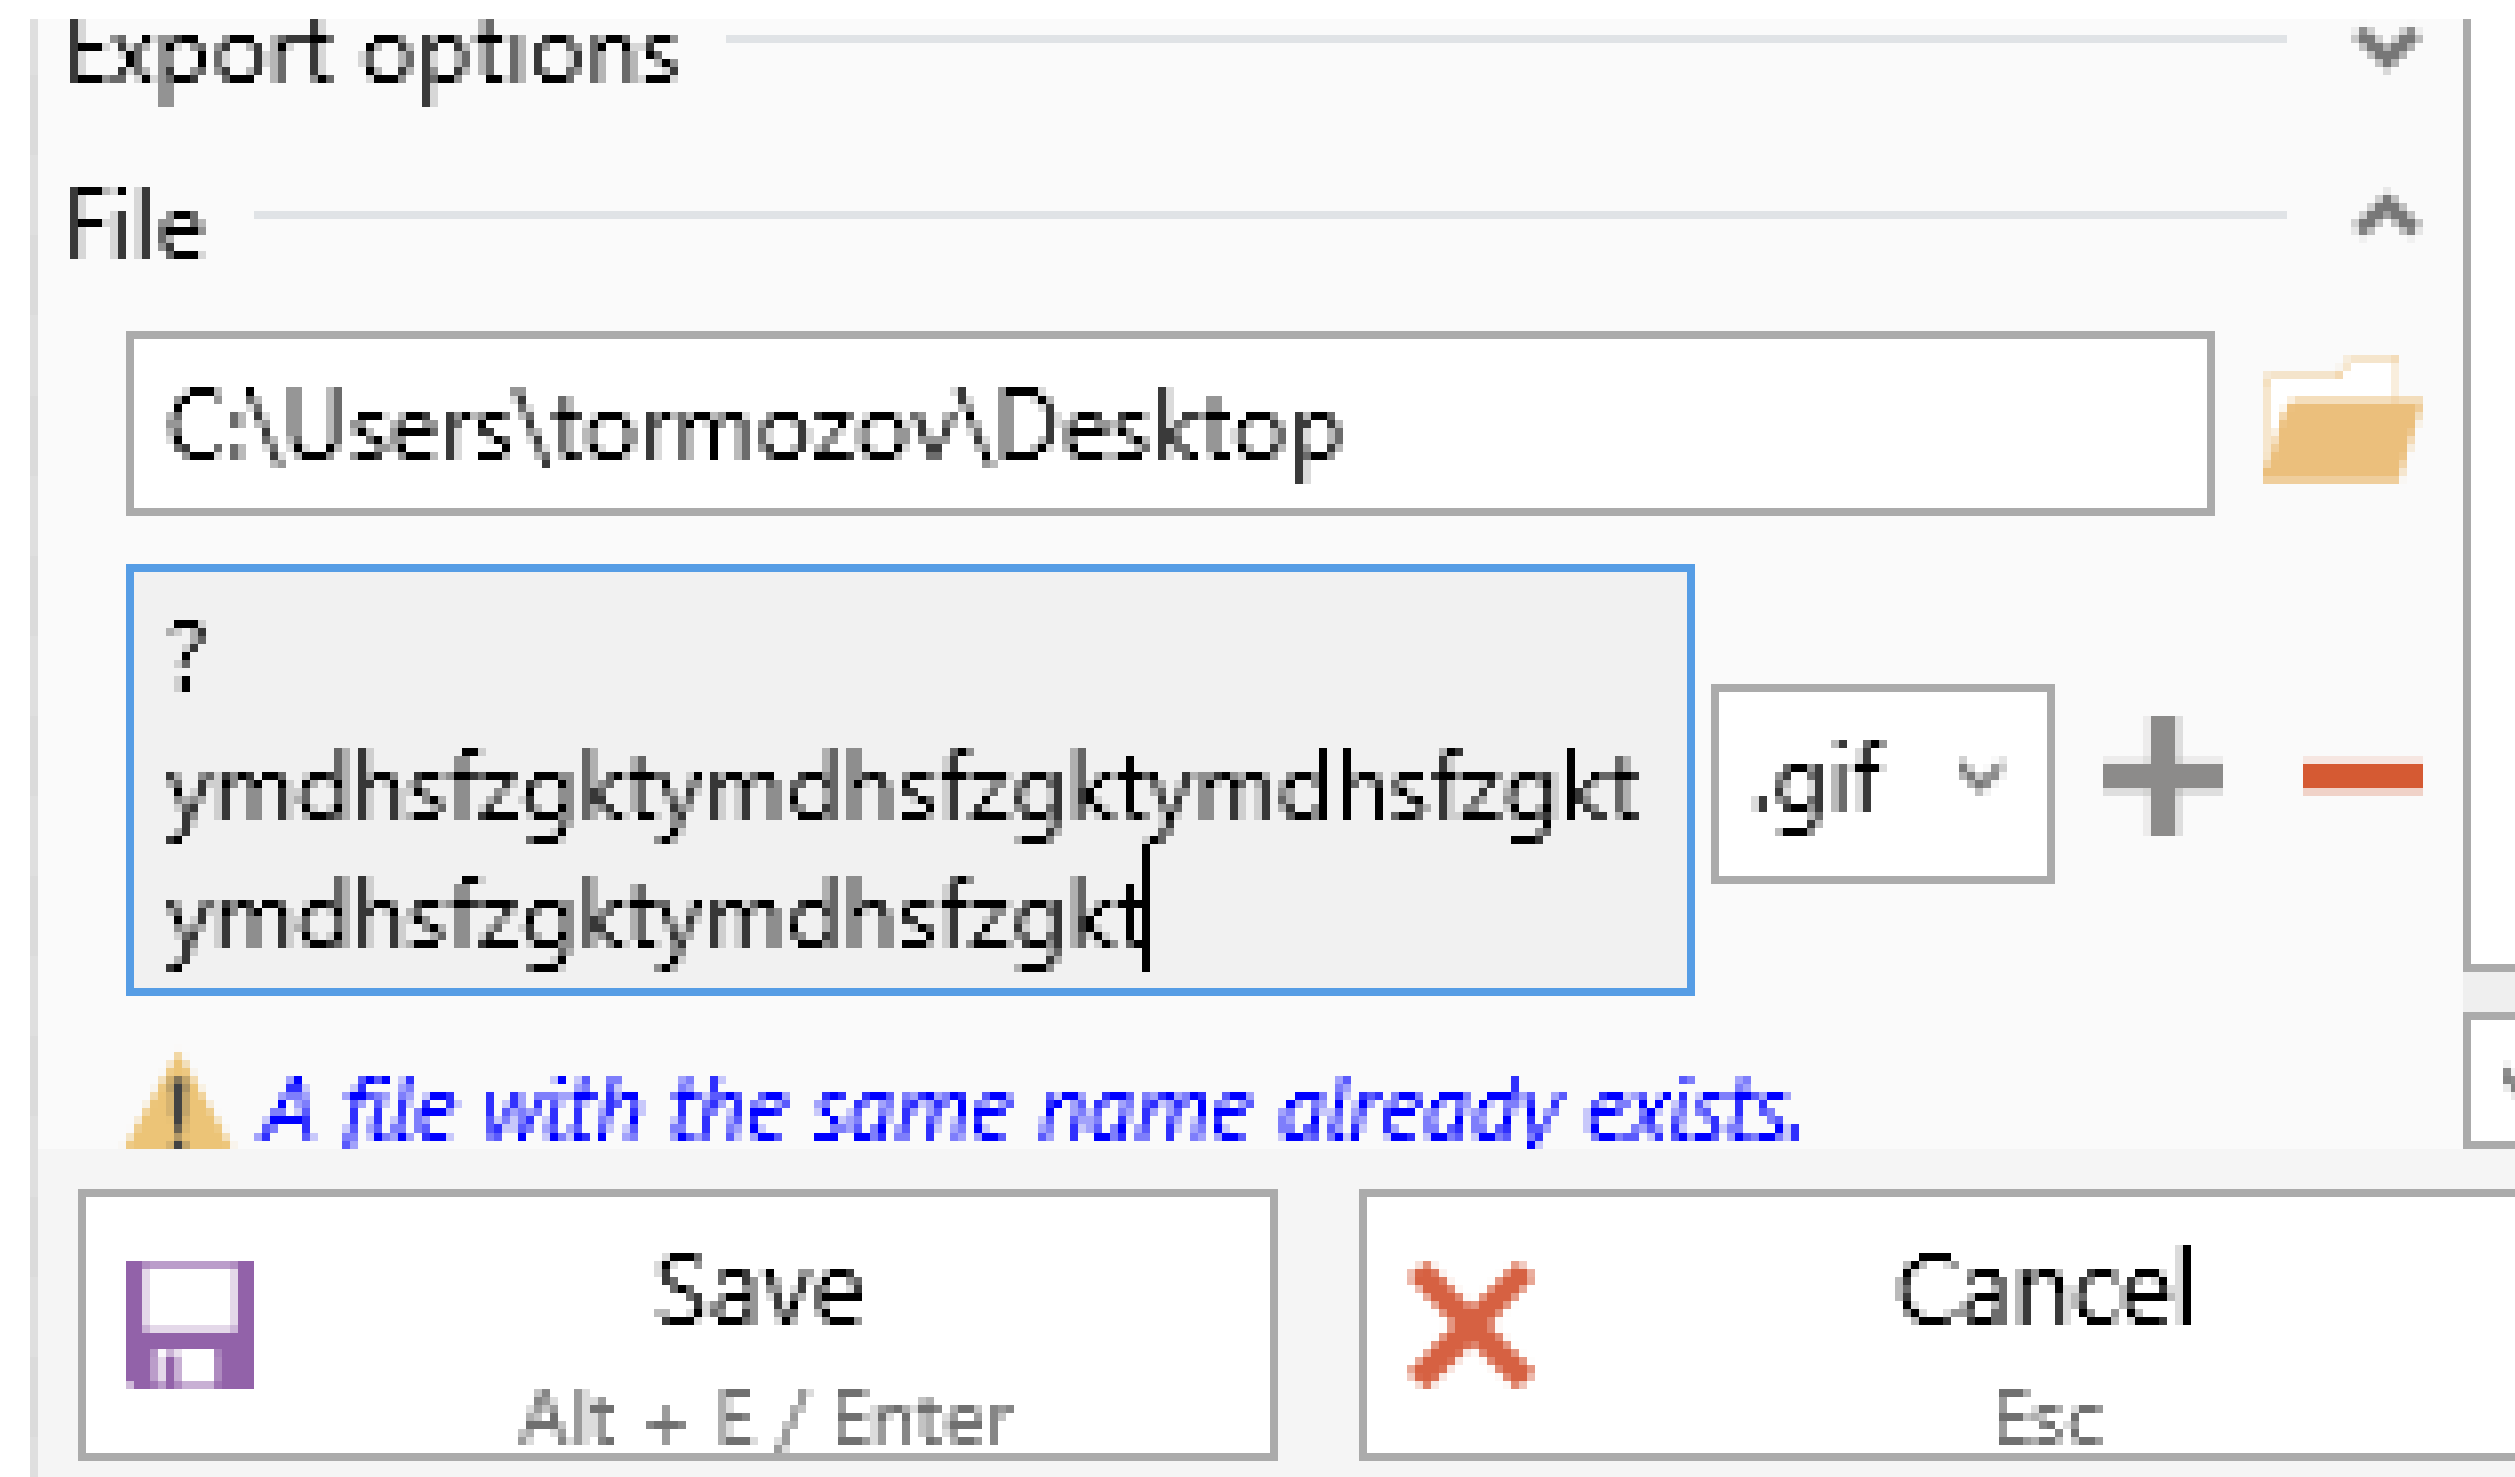 Export options
File
C:\Users\tormozov\Desktop
?
ymdhsfzgktymdhsfzgktymdhsfzgkt
ymdhsfzgktymdhsfzgkt
.gif
A file with the same name already exists.
Save
Alt + E / Enter
Cancel
Esc